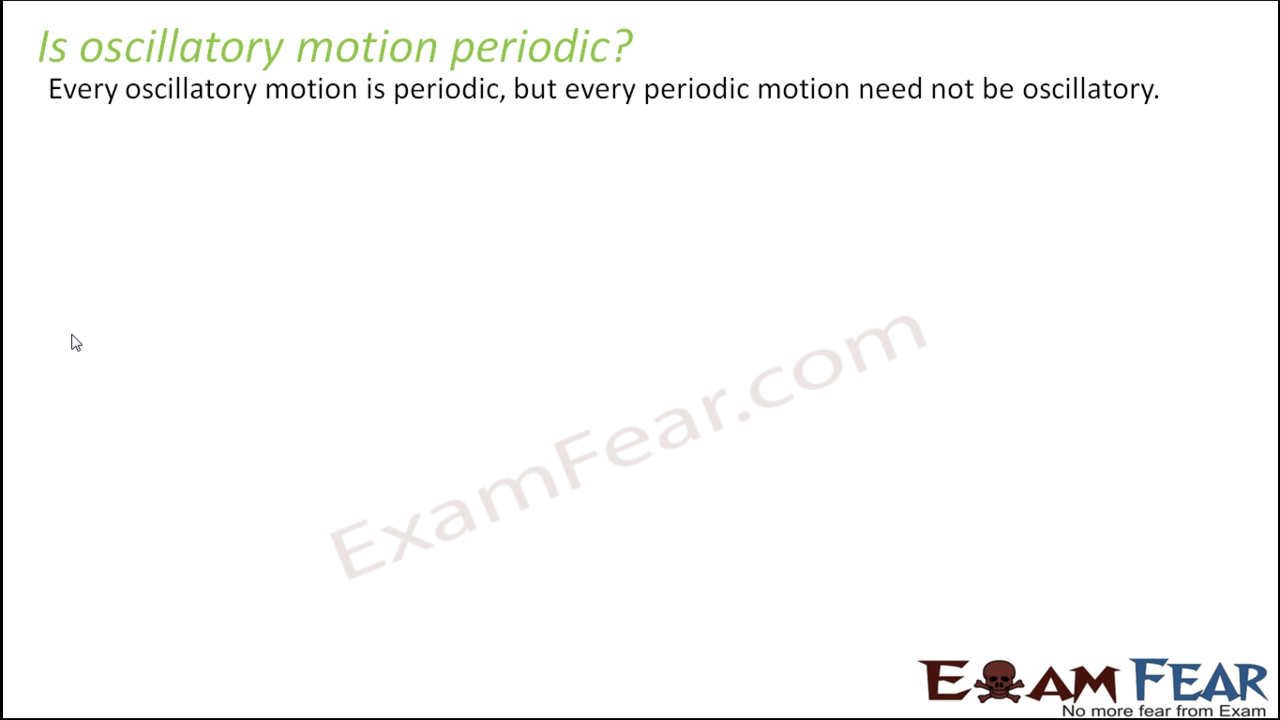 Is oscillatory motion periodic?
Every oscillatory motion is periodic, but every periodic motion need not be oscillatory.
ExamFear.com
EXAM FEAR
No more fear from Exam